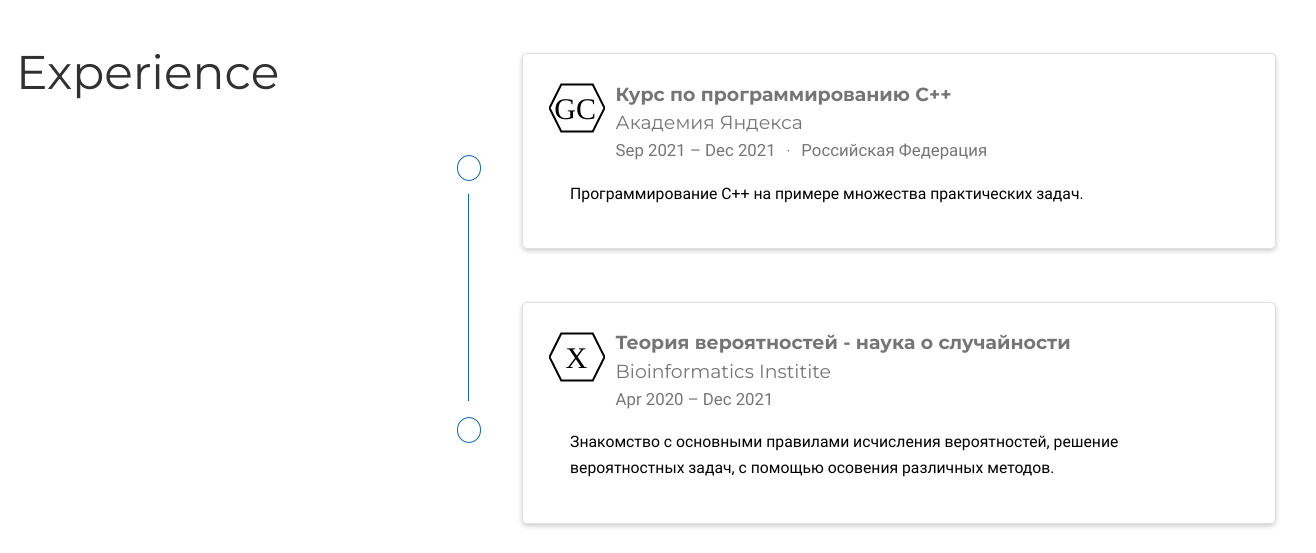 Experience
GC
Курс по программированию C++
Академия Яндекса
Sep 2021 – Dec 2021 · Российская Федерация
Программирование C++ на примере множества практических задач.
X
Теория вероятностей - наука о случайности
Bioinformatics Institite
Apr 2020 – Dec 2021
Знакомство с основными правилами исчисления вероятностей, решение
вероятностных задач, с помощью осовения различных методов.